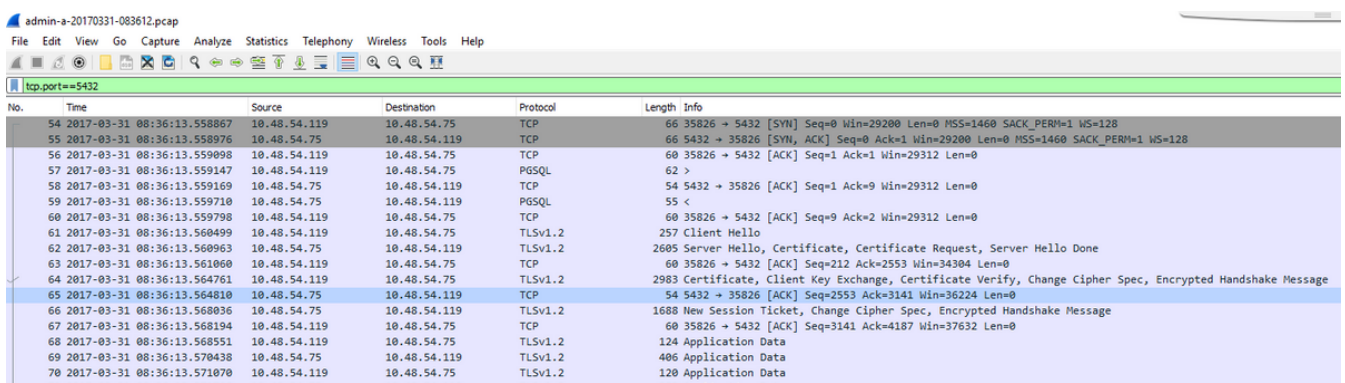 admin-a-20170331-083612.pcap
File Edit View Go Capture Analyze Statistics Telephony Wireless Tools Help
tcp.port==5432
No. Time Source Destination Protocol Length Info
54 2017-03-31 08:36:13.558867 10.48.54.119 10.48.54.75 TCP 66 35826 → 5432 [SYN] Seq=0 Win=29200 Len=0 MSS=1460 SACK_PERM=1 WS=128
55 2017-03-31 08:36:13.558976 10.48.54.75 10.48.54.119 TCP 66 5432 → 35826 [SYN, ACK] Seq=0 Ack=1 Win=29200 Len=0 MSS=1460 SACK_PERM=1 WS=128
56 2017-03-31 08:36:13.559098 10.48.54.119 10.48.54.75 TCP 60 35826 → 5432 [ACK] Seq=1 Ack=1 Win=29312 Len=0
57 2017-03-31 08:36:13.559147 10.48.54.119 10.48.54.75 PGSQL 62 >
58 2017-03-31 08:36:13.559169 10.48.54.75 10.48.54.119 TCP 54 5432 → 35826 [ACK] Seq=1 Ack=9 Win=29312 Len=0
59 2017-03-31 08:36:13.559710 10.48.54.75 10.48.54.119 PGSQL 55 <
60 2017-03-31 08:36:13.559798 10.48.54.119 10.48.54.75 TCP 60 35826 → 5432 [ACK] Seq=9 Ack=2 Win=29312 Len=0
61 2017-03-31 08:36:13.560499 10.48.54.119 10.48.54.75 TLSv1.2 257 Client Hello
62 2017-03-31 08:36:13.560963 10.48.54.75 10.48.54.119 TLSv1.2 2605 Server Hello, Certificate, Certificate Request, Server Hello Done
63 2017-03-31 08:36:13.561060 10.48.54.119 10.48.54.75 TCP 60 35826 → 5432 [ACK] Seq=212 Ack=2553 Win=34304 Len=0
64 2017-03-31 08:36:13.564761 10.48.54.119 10.48.54.75 TLSv1.2 2983 Certificate, Client Key Exchange, Certificate Verify, Change Cipher Spec, Encrypted Handshake Message
65 2017-03-31 08:36:13.564810 10.48.54.75 10.48.54.119 TCP 54 5432 → 35826 [ACK] Seq=2553 Ack=3141 Win=36224 Len=0
66 2017-03-31 08:36:13.568036 10.48.54.75 10.48.54.119 TLSv1.2 1688 New Session Ticket, Change Cipher Spec, Encrypted Handshake Message
67 2017-03-31 08:36:13.568194 10.48.54.119 10.48.54.75 TCP 60 35826 → 5432 [ACK] Seq=3141 Ack=4187 Win=37632 Len=0
68 2017-03-31 08:36:13.568551 10.48.54.119 10.48.54.75 TLSv1.2 124 Application Data
69 2017-03-31 08:36:13.570438 10.48.54.75 10.48.54.119 TLSv1.2 406 Application Data
70 2017-03-31 08:36:13.571070 10.48.54.119 10.48.54.75 TLSv1.2 120 Application Data